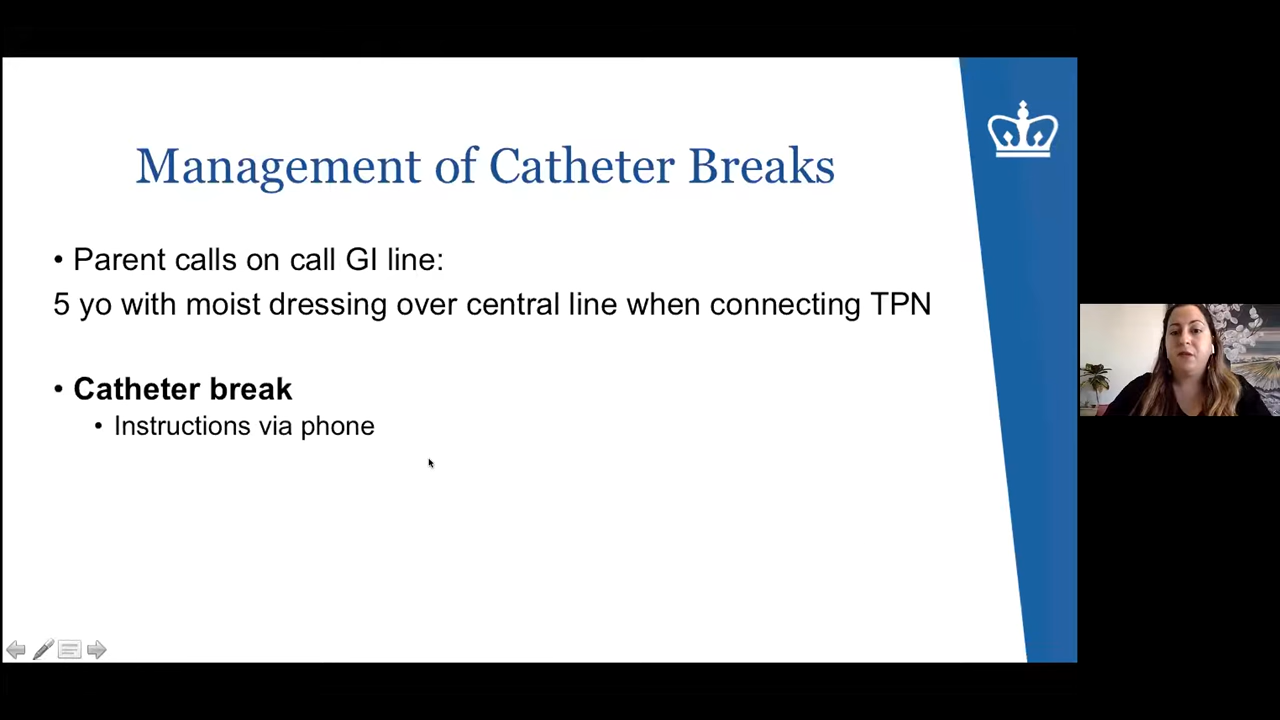 Management of Catheter Breaks
• Parent calls on call GI line:
5 yo with moist dressing over central line when connecting TPN
• Catheter break
• Instructions via phone